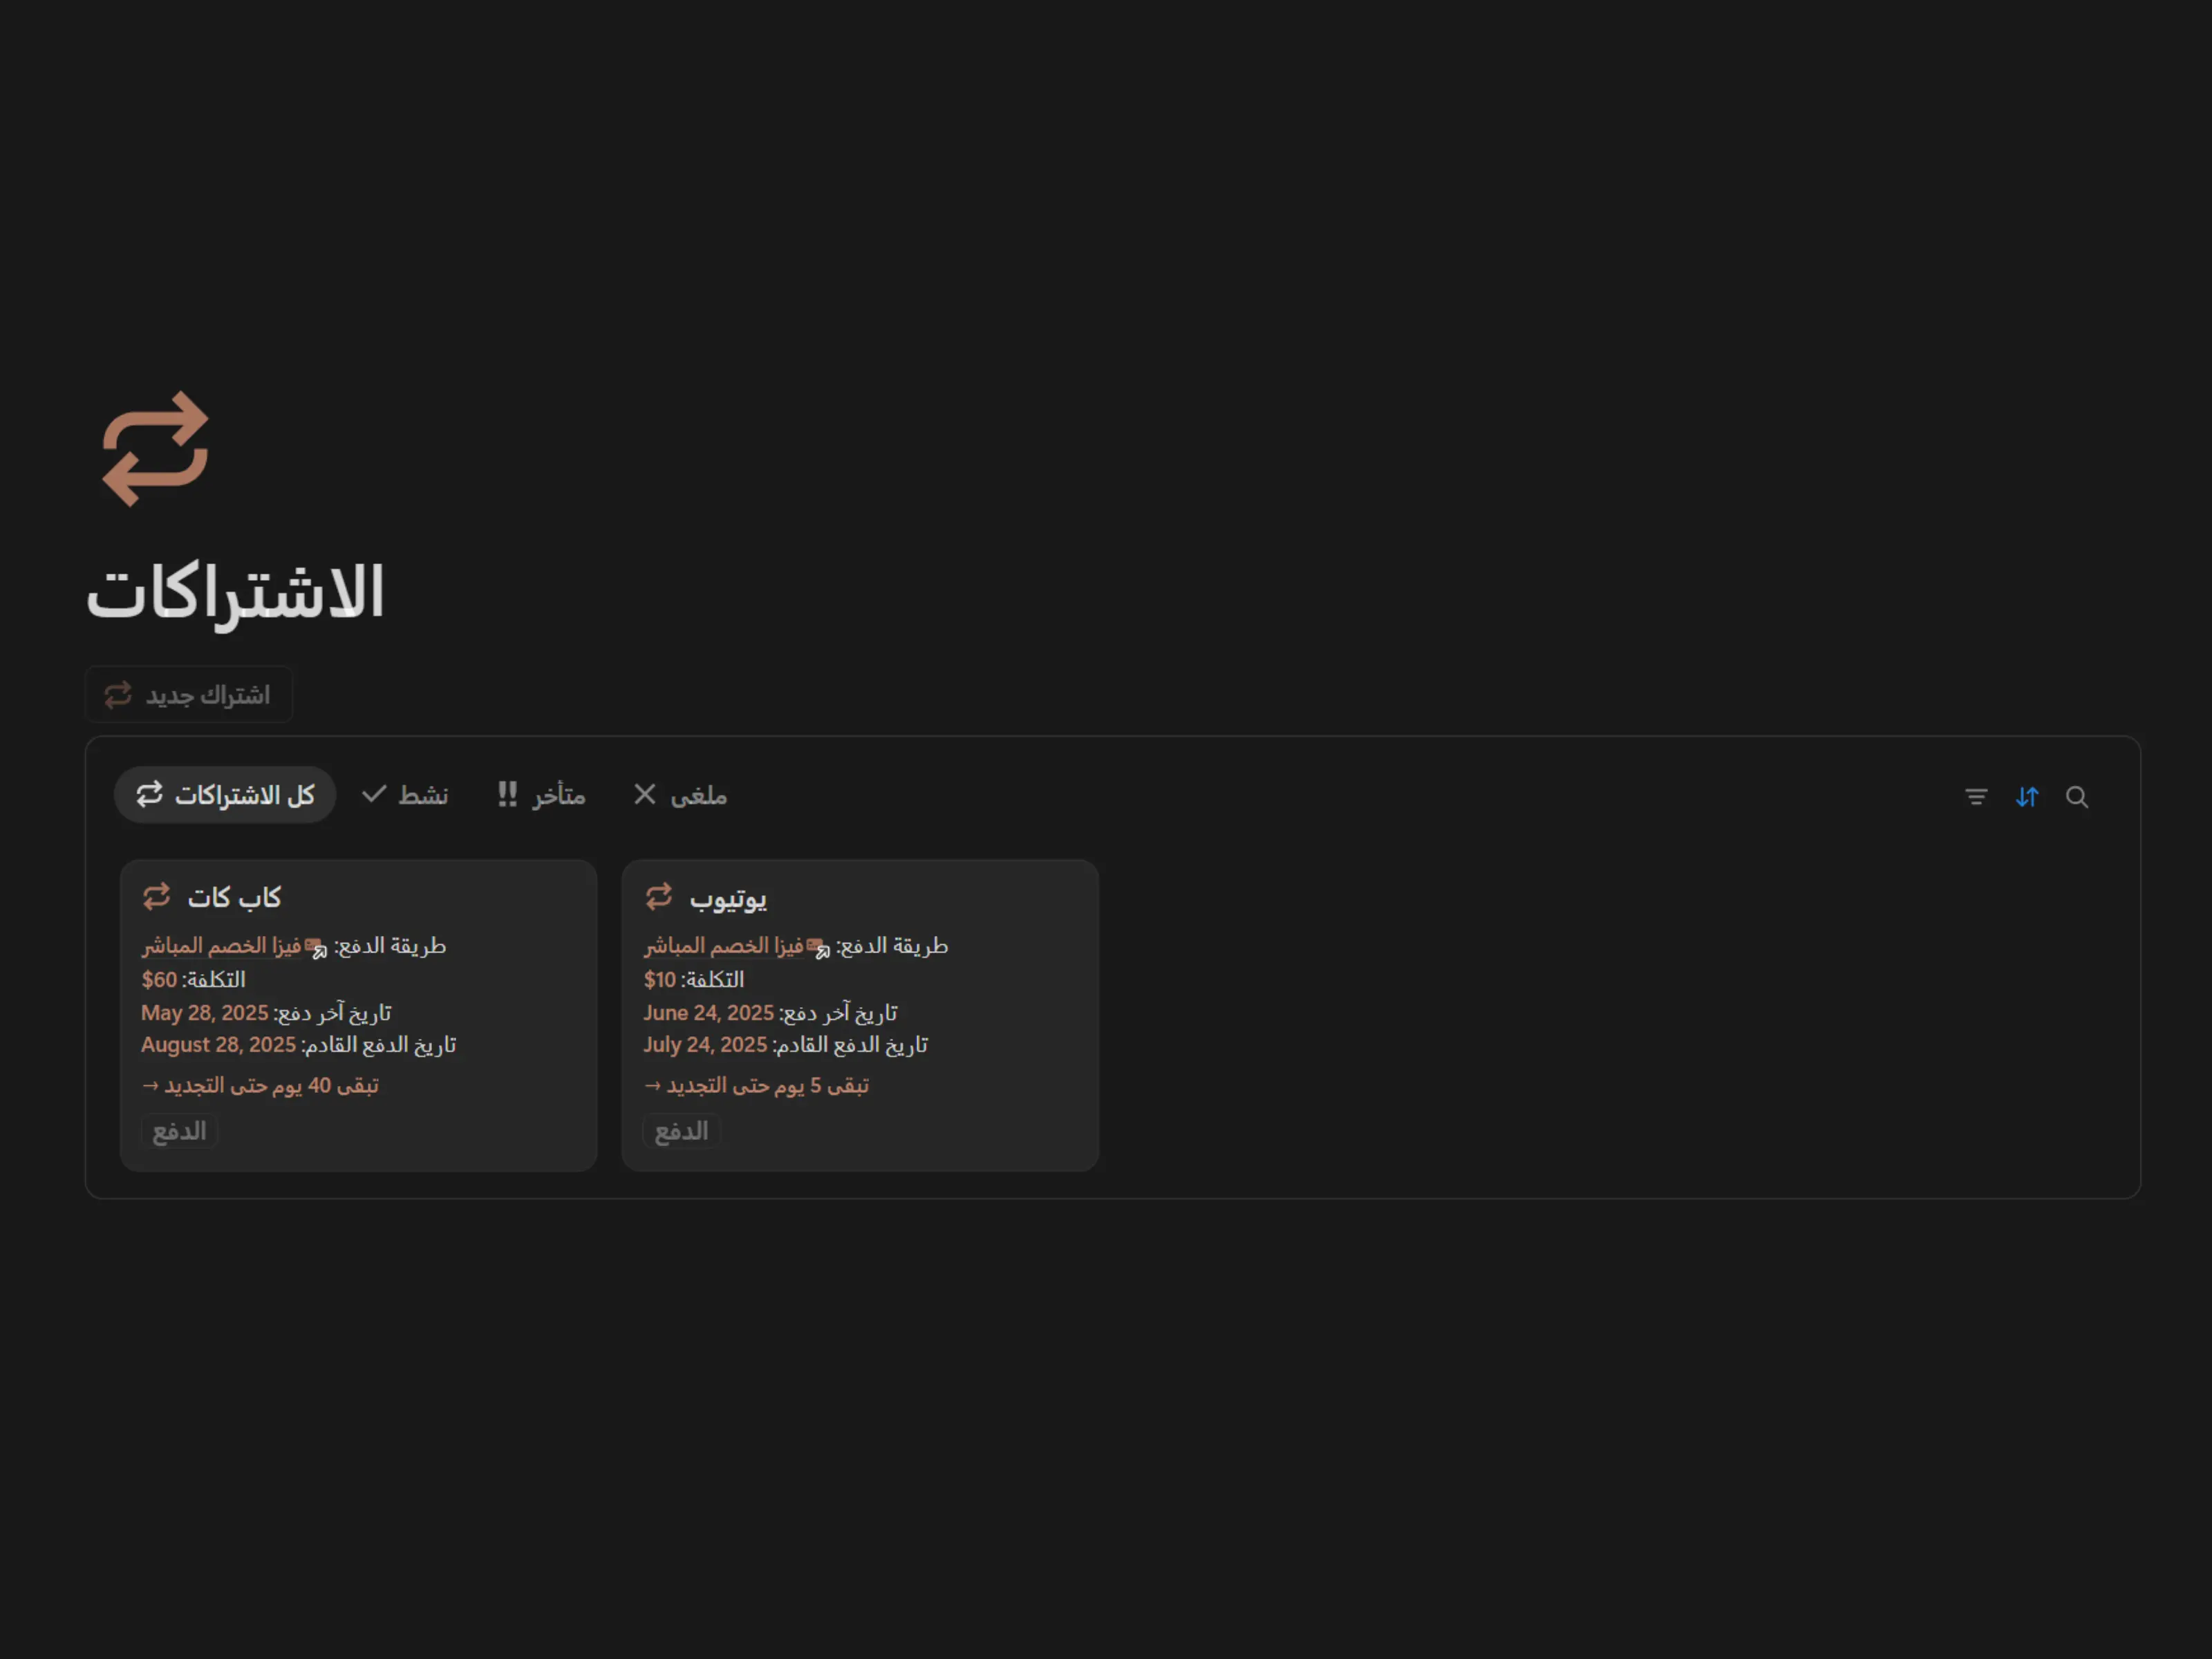 الاشتراكات
اشتراك جديد
كل الاشتراكات
نشط
متأخر
ملغى
كاب كات
طريقة الدفع: فيزا الخصم المباشر
التكلفة: 60$
تاريخ آخر دفع: May 28, 2025
تاريخ الدفع القادم: August 28, 2025
تبقى 40 يوم حتى التجديد →
الدفع
يوتيوب
طريقة الدفع: فيزا الخصم المباشر
التكلفة: 10$
تاريخ آخر دفع: June 24, 2025
تاريخ الدفع القادم: July 24, 2025
تبقى 5 يوم حتى التجديد →
الدفع